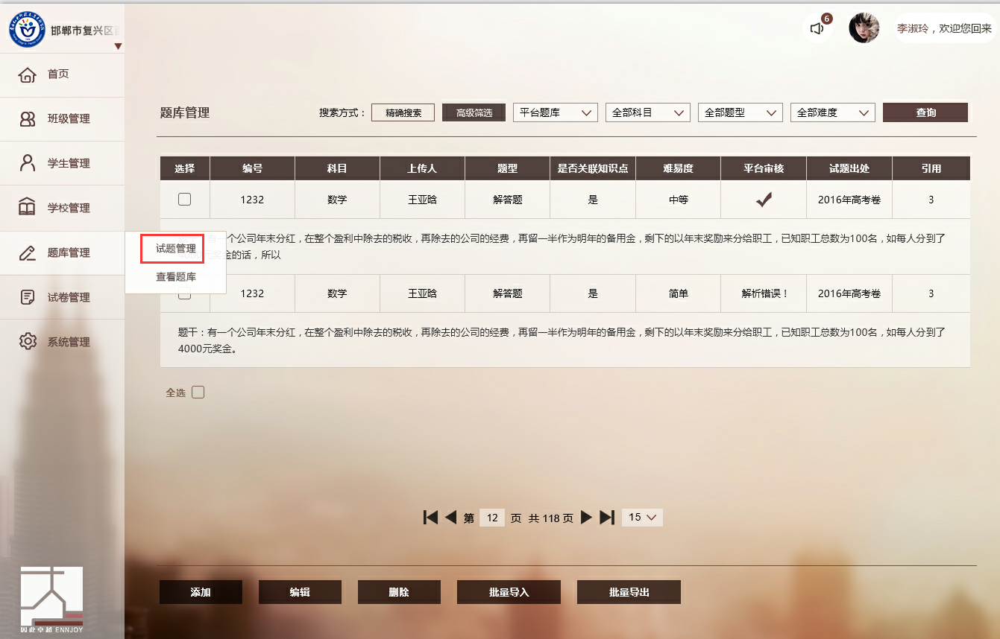 邯郸市复兴区
6
李淑玲，欢迎您回来
首页
班级管理
学生管理
学校管理
题库管理
试卷管理
系统管理
试题管理
查看题库
题库管理
搜索方式： 精确搜索 高级筛选 平台题库 全部科目 全部题型 全部难度 查询
选择 编号 科目 上传人 题型 是否关联知识点 难易度 平台审核 试题出处 引用
1232 数学 王亚晗 解答题 是 中等 2016年高考卷 3
有一个公司年末分红，在整个盈利中除去的税收，再除去的公司的经费，再留一半作为明年的备用金，剩下的以年末奖励来分给职工，已知职工总数为100名，如每人分到了
4000元奖金的话，所以
1232 数学 王亚晗 解答题 是 简单 解析错误！ 2016年高考卷 3
题干：有一个公司年末分红，在整个盈利中除去的税收，再除去的公司的经费，再留一半作为明年的备用金，剩下的以年末奖励来分给职工，已知职工总数为100名，如每人分到了
4000元奖金。
全选
第 12 页 共 118 页 15
添加 编辑 删除 批量导入 批量导出
因此卓越 ENNJOY